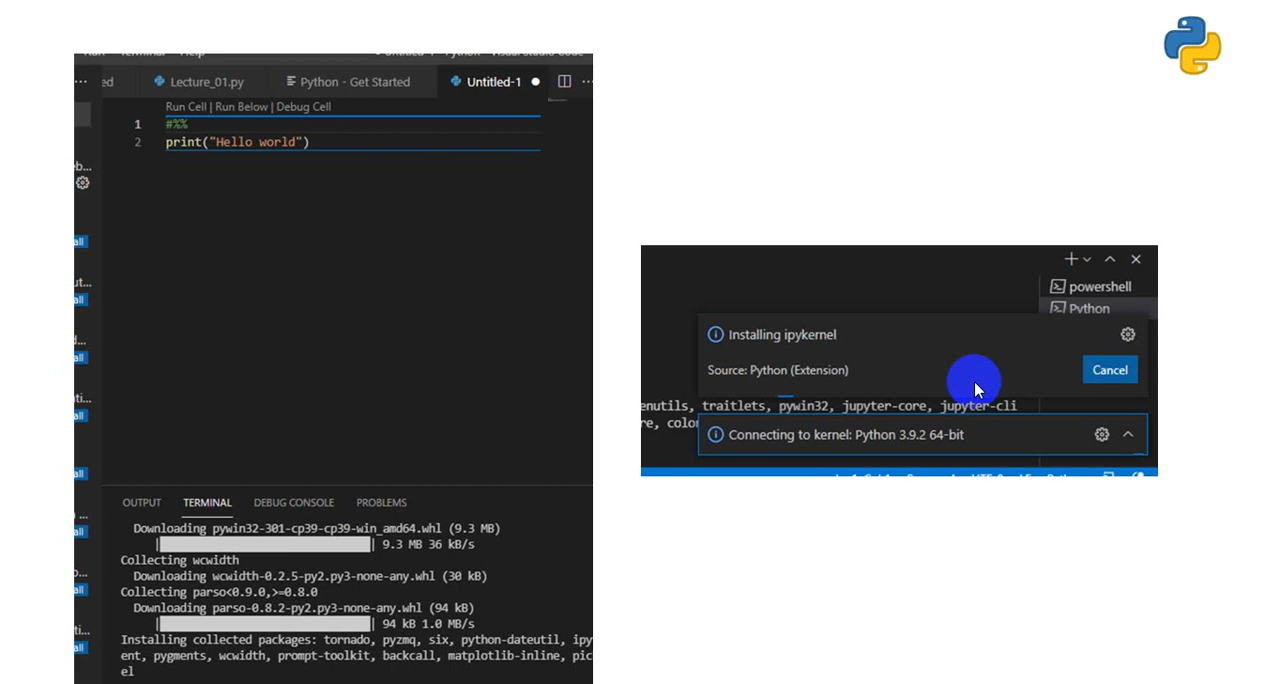 ed Lecture_01.py Python - Get Started Untitled-1
Run Cell | Run Below | Debug Cell
1 #%%
2 print("Hello world")
OUTPUT TERMINAL DEBUG CONSOLE PROBLEMS
Downloading pywin32-301-cp39-cp39-win_amd64.whl (9.3 MB)
| | 9.3 MB 36 kB/s
Collecting wcwidth
Downloading wcwidth-0.2.5-py2.py3-none-any.whl (30 kB)
Collecting parso<0.9.0,>=0.8.0
Downloading parso-0.8.2-py2.py3-none-any.whl (94 kB)
| | 94 kB 1.0 MB/s
Installing collected packages: tornado, pyzmq, six, python-dateutil, ipy
ent, pygments, wcwidth, prompt-toolkit, backcall, matplotlib-inline, pic
el
powershell
Python
Installing ipykernel
Source: Python (Extension)
Cancel
enutils, traitlets, pywin32, jupyter-core, jupyter-cli
re, colo
Connecting to kernel: Python 3.9.2 64-bit